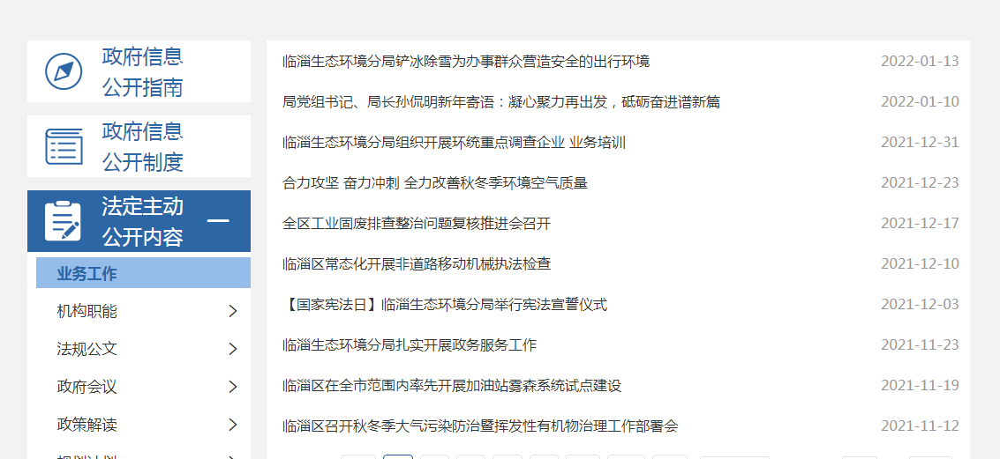 政府信息
公开指南
政府信息
公开制度
法定主动
公开内容
业务工作
机构职能
法规公文
政府会议
政策解读
临淄生态环境分局铲冰除雪为办事群众营造安全的出行环境 2022-01-13
局党组书记、局长孙侃明新年寄语：凝心聚力再出发，砥砺奋进谱新篇 2022-01-10
临淄生态环境分局组织开展环统重点调查企业 业务培训 2021-12-31
合力攻坚 奋力冲刺 全力改善秋冬季环境空气质量 2021-12-23
全区工业固废排查整治问题复核推进会召开 2021-12-17
临淄区常态化开展非道路移动机械执法检查 2021-12-10
【国家宪法日】临淄生态环境分局举行宪法宣誓仪式 2021-12-03
临淄生态环境分局扎实开展政务服务工作 2021-11-23
临淄区在全市范围内率先开展加油站雾森系统试点建设 2021-11-19
临淄区召开秋冬季大气污染防治暨挥发性有机物治理工作部署会 2021-11-12